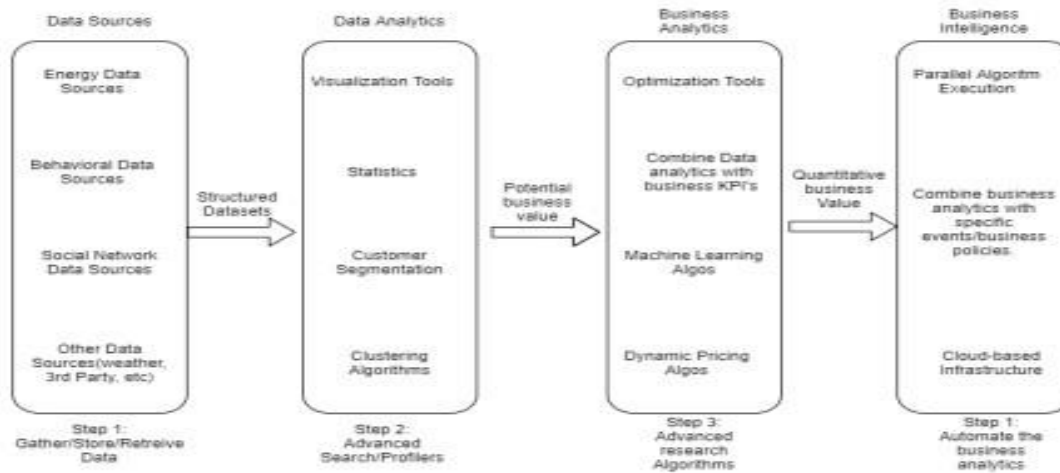 Data Sources
Energy Data
Sources
Behavioral Data
Sources
Social Network
Data Sources
Other Data
Sources(weather,
3rd Party, etc)
Step 1:
Gather/Store/Retreive
Data
Structured
Datasets
Data Analytics
Visualization Tools
Statistics
Customer
Segmentation
Clustering
Algorithms
Step 2:
Advanced
Search/Profilers
Potential
business
value
Business
Analytics
Optimization Tools
Combine Data
analytics with
business KPI's
Machine Learning
Algos
Dynamic Pricing
Algos
Step 3:
Advanced
research
Algorithms
Quantitative
business
Value
Business
Intelligence
Parallel Algoritm
Execution
Combine business
analytics with
specific
events/business
policies.
Cloud-based
Infrastructure
Step 1:
Automate the
business
analytics